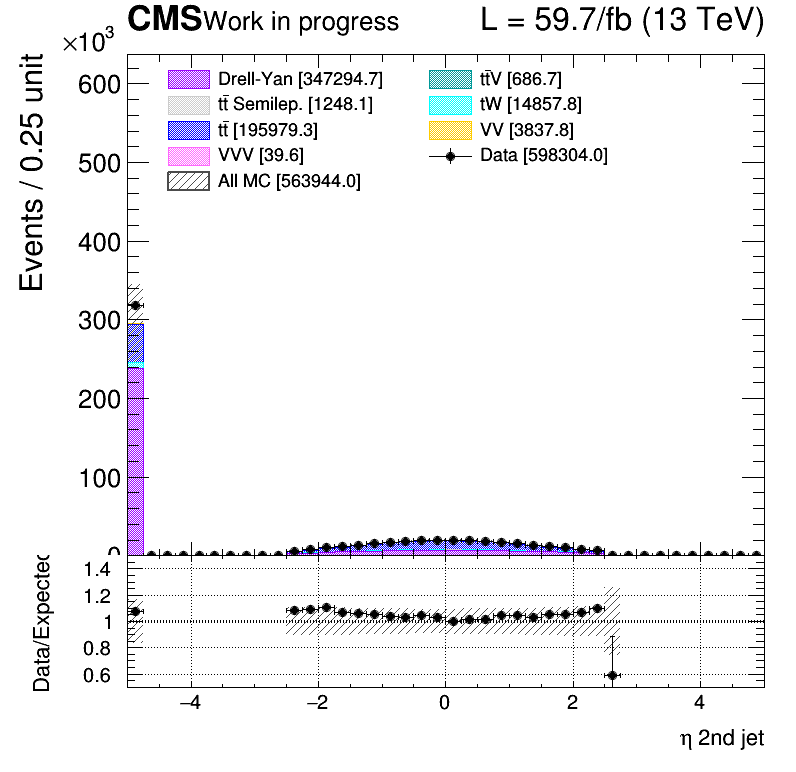 CMS Work in progress L = 59.7/fb (13 TeV)
×10³
Events / 0.25 unit
Drell-Yan [347294.7] tt̄V [686.7]
tt̄ Semilep. [1248.1] tW [14857.8]
tt̄ [195979.3] VV [3837.8]
VVV [39.6] Data [598304.0]
All MC [563944.0]
600
500
400
300
200
100
0
Data/Expected
1.4
1.2
1
0.8
0.6
−4 −2 0 2 4
η 2nd jet